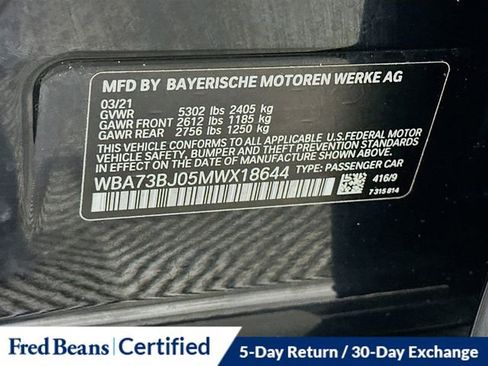 MFD BY BAYERISCHE MOTOREN WERKE AG
03/21
GVWR 5302 lbs 2405 kg
GAWR FRONT 2612 lbs 1185 kg
GAWR REAR 2756 lbs 1250 kg
THIS VEHICLE CONFORMS TO ALL APPLICABLE U.S.FEDERAL MOTOR
VEHICLE SAFETY, BUMPER, AND THEFT PREVENTION STANDARDS
IN EFFECT ON THE DATE OF MANUFACTURE SHOWN ABOVE.
WBA73BJ05MWX18644 TYPE: PASSENGER CAR
416/9
7315814
Fred Beans Certified
5-Day Return / 30-Day Exchange